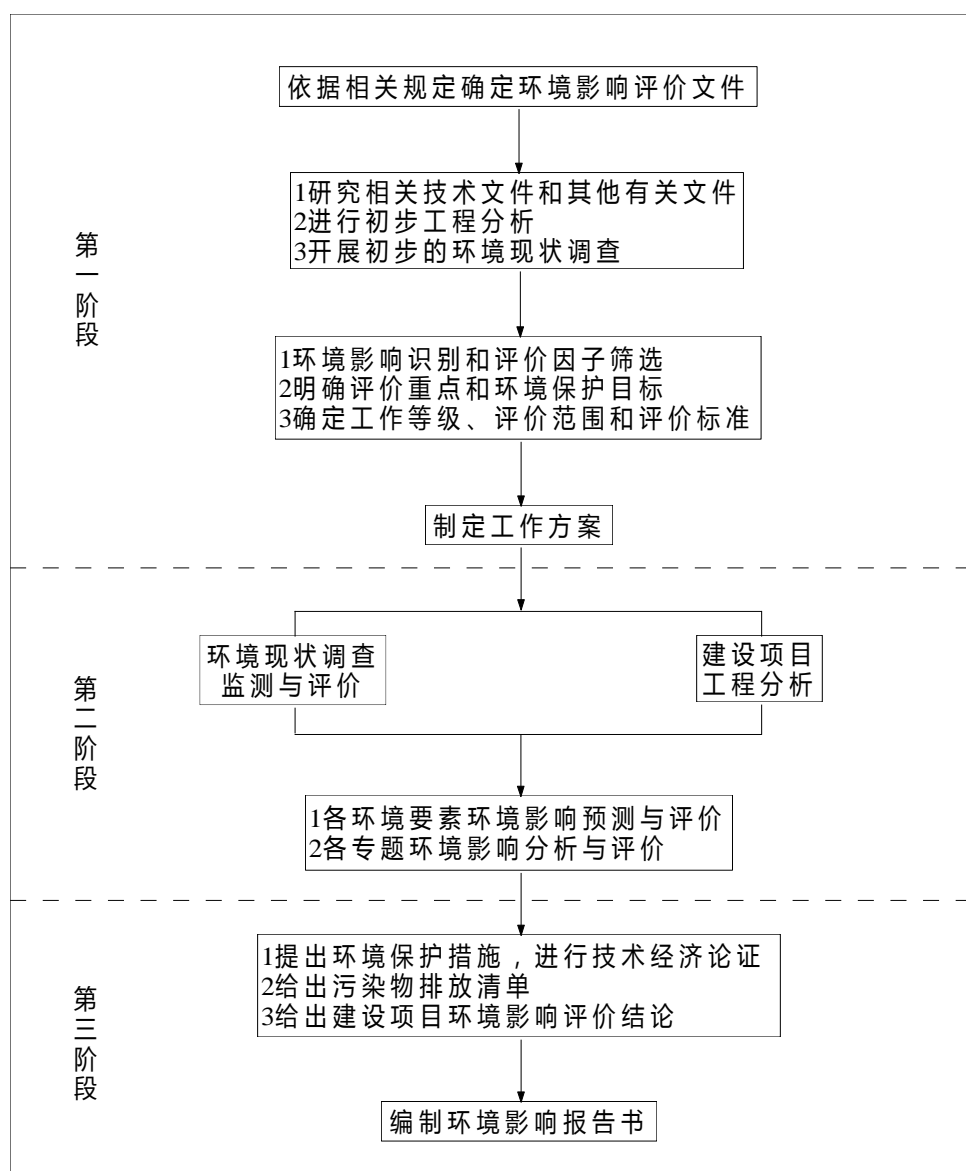 依据相关规定确定环境影响评价文件
1研究相关技术文件和其他有关文件
2进行初步工程分析
3开展初步的环境现状调查
第一阶段
1环境影响识别和评价因子筛选
2明确评价重点和环境保护目标
3确定工作等级、评价范围和评价标准
制定工作方案
环境现状调查
监测与评价
建设项目
工程分析
第二阶段
1各环境要素环境影响预测与评价
2各专题环境影响分析与评价
1提出环境保护措施，进行技术经济论证
2给出污染物排放清单
3给出建设项目环境影响评价结论
第三阶段
编制环境影响报告书